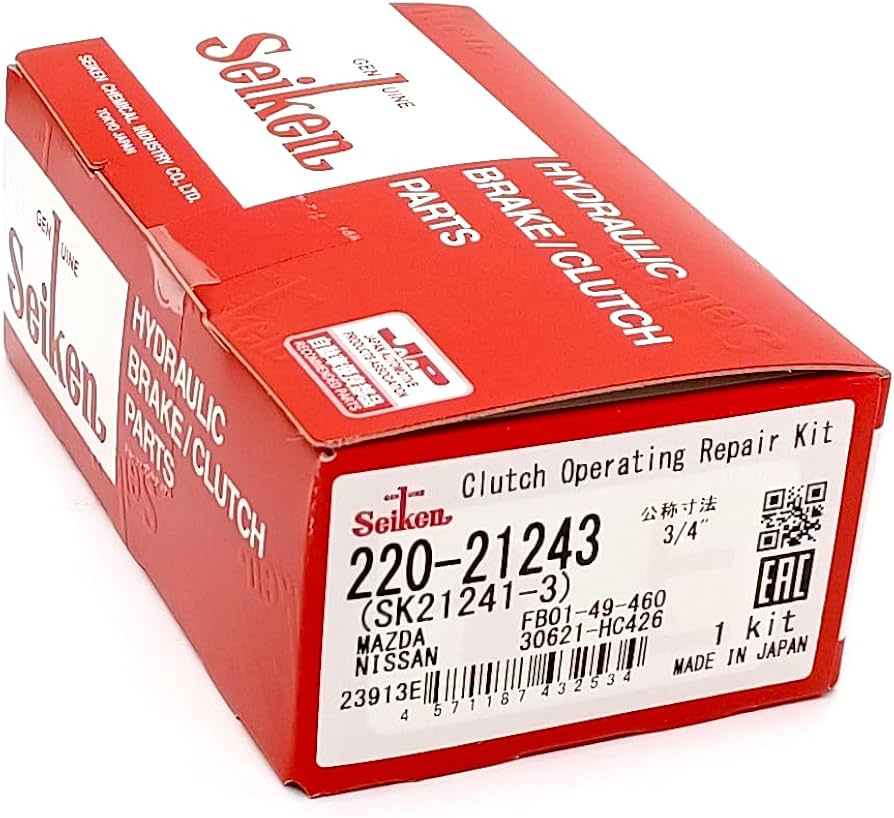 SEIKEN CHEMICAL INDUSTRY CO., LTD.
TOKYO JAPAN
GENUINE
Seiken
HYDRAULIC
BRAKE/CLUTCH
PARTS
GENUINE
Seiken
HYDRAULIC
BRAKE/CLUTCH
PARTS
JAPAN AUTOMOTIVE
PRODUCTS ASSOCIATION
RECOMMENDED PARTS
Seiken
Clutch Operating Repair Kit
220-21243
公称寸法
3/4"
(SK21241-3)
MAZDA FB01-49-460
NISSAN 30621-HC426
EAC
1 kit
MADE IN JAPAN
23913E
4 571187 432534